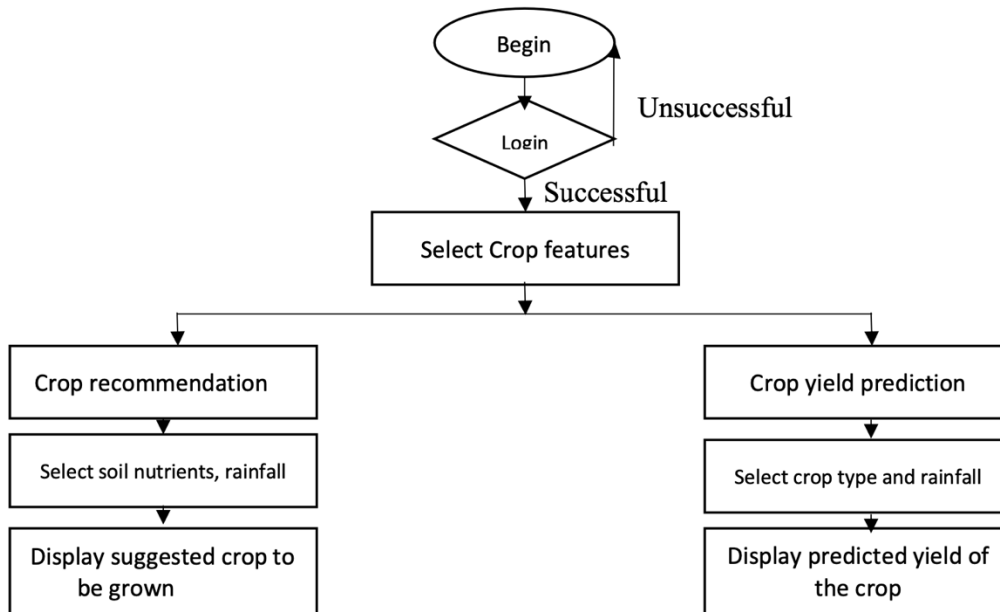 Begin
Unsuccessful
Login
Successful
Select Crop features
Crop recommendation
Crop yield prediction
Select soil nutrients, rainfall
Select crop type and rainfall
Display suggested crop to
be grown
Display predicted yield of
the crop